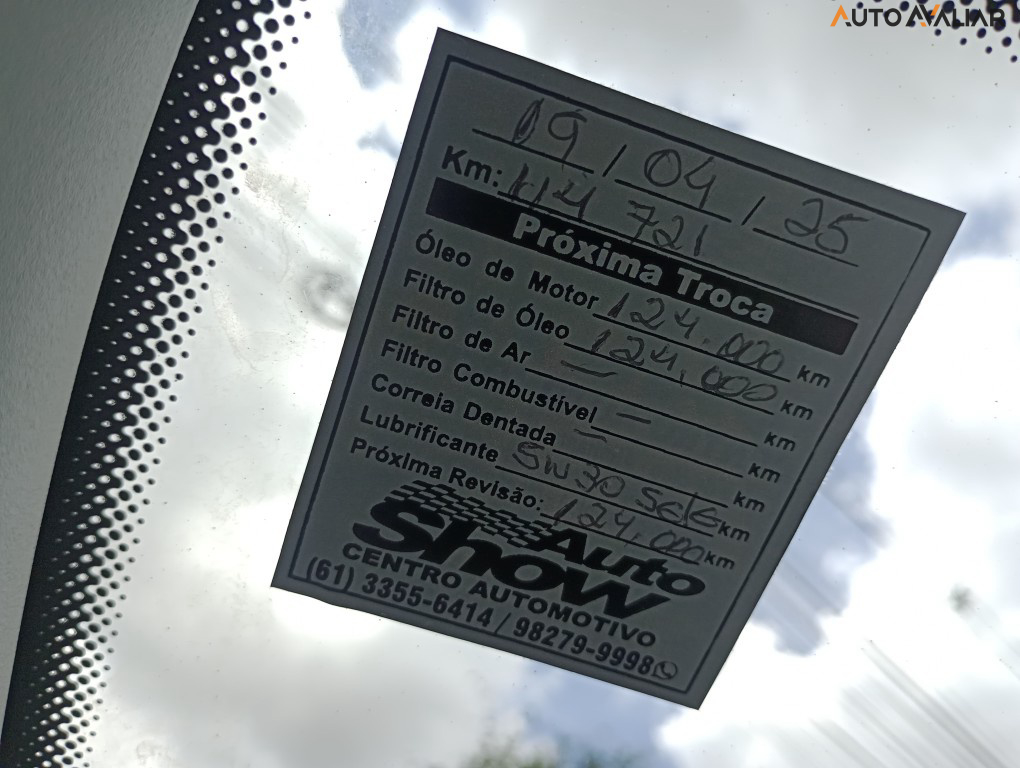 AUTOAVALIAR
19 / 04 / 25
Km: 114 721
Próxima Troca
Óleo de Motor 124.000 km
Filtro de Óleo 124.000 km
Filtro de Ar — km
Filtro Combustível — km
Correia Dentada — km
Lubrificante 5W30 Sele km
Próxima Revisão: 124.000 km
Auto
Show
CENTRO AUTOMOTIVO
(61) 3355-6414 / 98279-9998